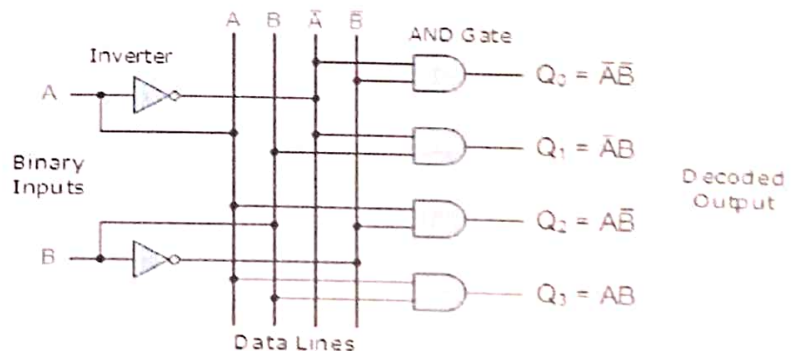 A B Ā B̄
AND Gate
Inverter
Q₀ = ĀB̄
A
Q₁ = ĀB
Binary
Inputs
Decoded
Output
Q₂ = AB̄
B
Q₃ = AB
Data Lines